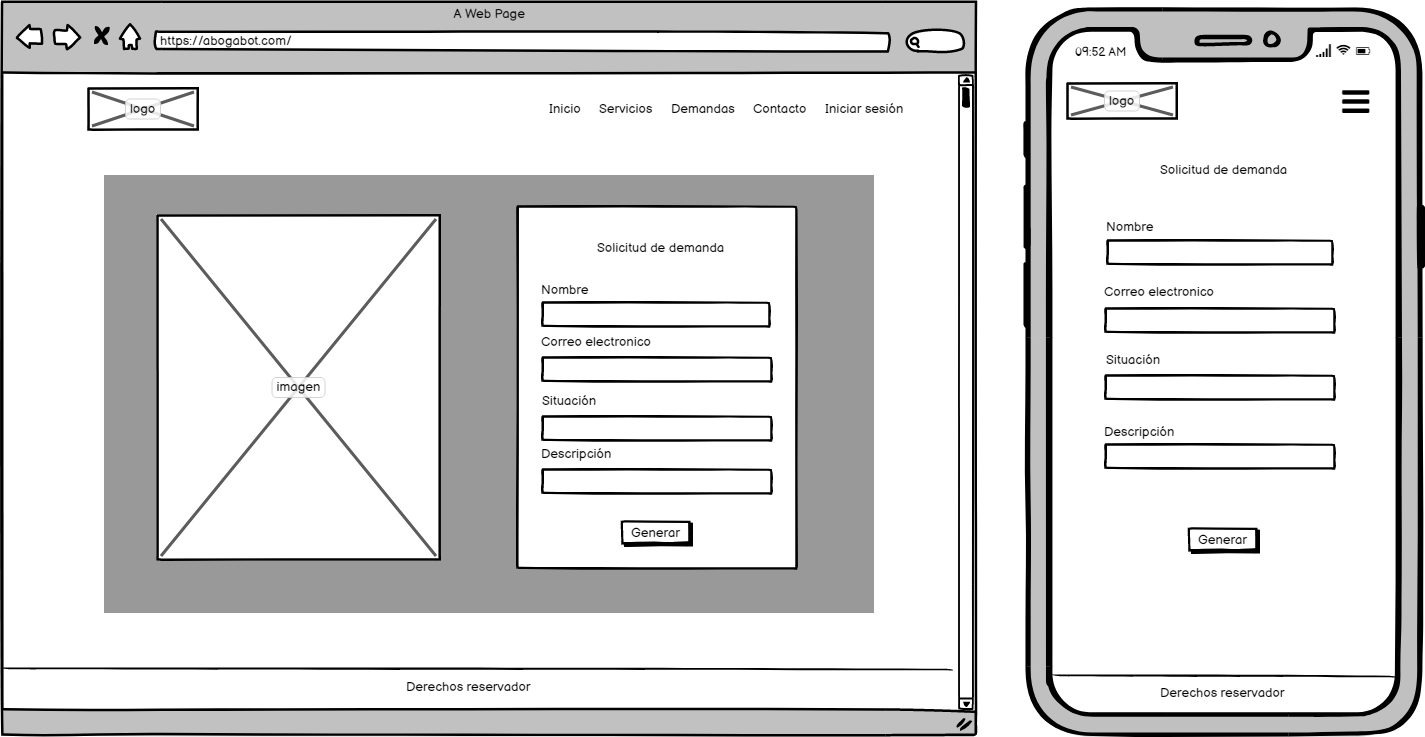 A Web Page
https://abogabot.com/
logo
Inicio Servicios Demandas Contacto Iniciar sesión
imagen
Solicitud de demanda
Nombre
Correo electronico
Situación
Descripción
Generar
Derechos reservador
09:52 AM
logo
Solicitud de demanda
Nombre
Correo electronico
Situación
Descripción
Generar
Derechos reservador